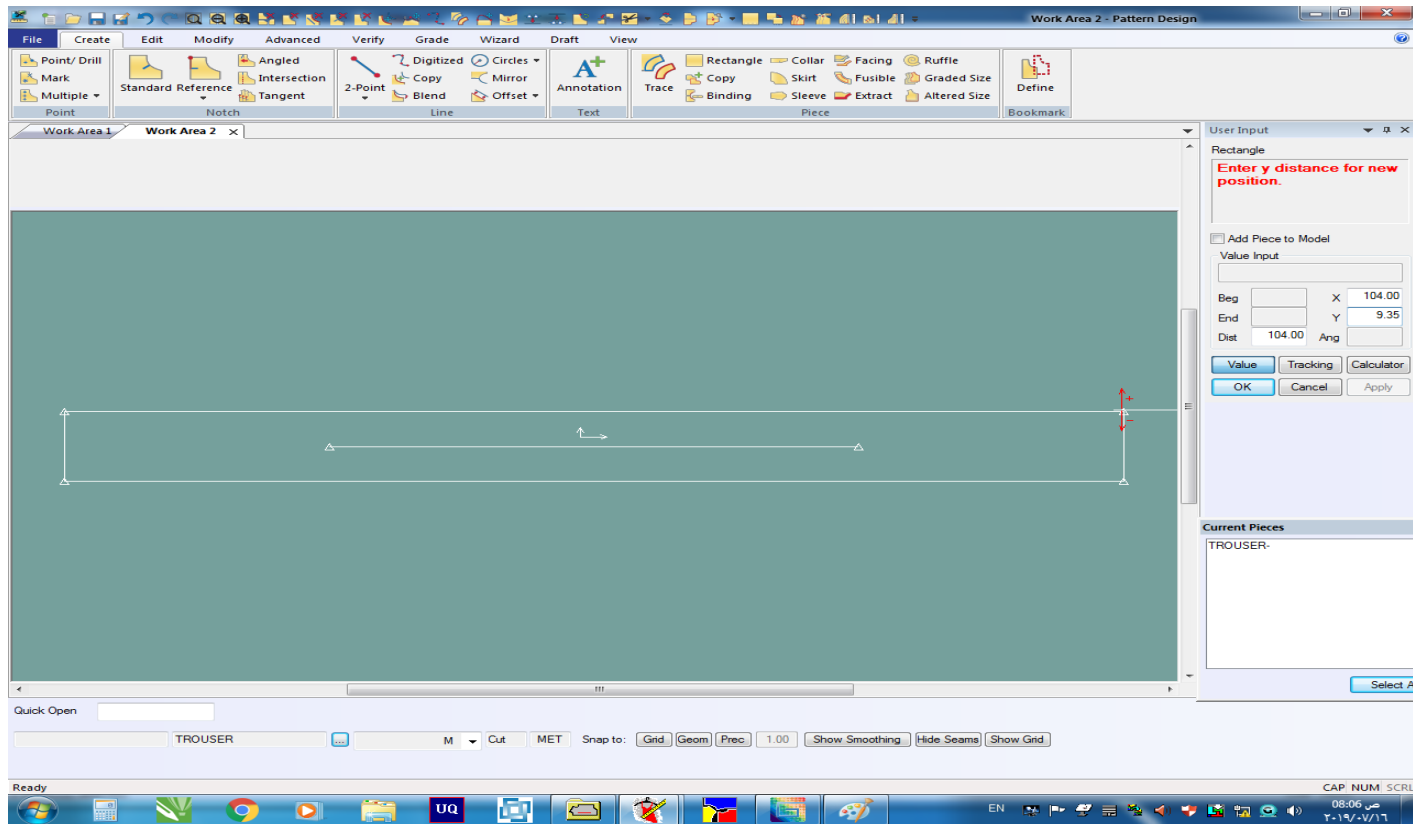 Work Area 2 - Pattern Design
File Create Edit Modify Advanced Verify Grade Wizard Draft View
Point/ Drill Angled Digitized Circles Rectangle Collar Facing Ruffle
Mark Intersection Copy Mirror Copy Skirt Fusible Graded Size
Standard Reference 2-Point Annotation Trace Define
Multiple Tangent Blend Offset Binding Sleeve Extract Altered Size
Point Notch Line Text Piece Bookmark
Work Area 1 Work Area 2 x
User Input
Rectangle
Enter y distance for new
position.
Add Piece to Model
Value Input
Beg X 104.00
End Y 9.35
Dist 104.00 Ang
Value Tracking Calculator
OK Cancel Apply
+
-
Current Pieces
TROUSER-
Select A
Quick Open
TROUSER ... M Cut MET Snap to: Grid Geom Prec 1.00 Show Smoothing Hide Seams Show Grid
Ready
CAP NUM SCRL
UQ
EN
08:06 ص
٢٠١٩/٠٧/١٦